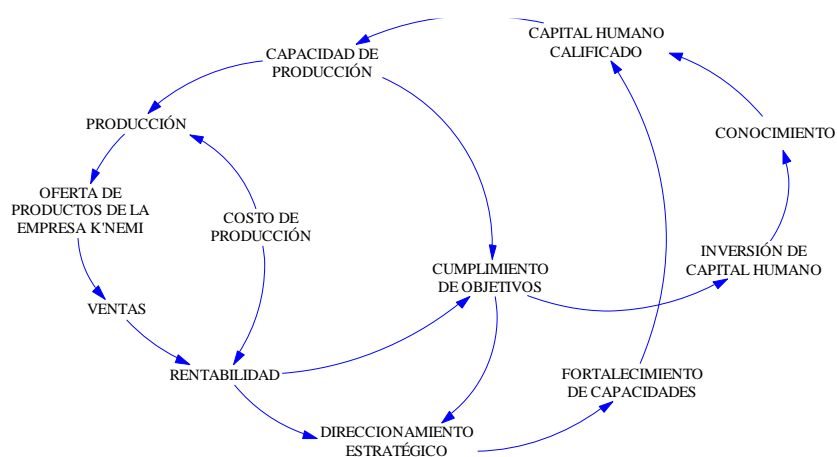 CAPITAL HUMANO
CALIFICADO
CAPACIDAD DE
PRODUCCIÓN
PRODUCCIÓN
CONOCIMIENTO
OFERTA DE
PRODUCTOS DE LA
EMPRESA K'NEMI
COSTO DE
PRODUCCIÓN
INVERSIÓN DE
CAPITAL HUMANO
CUMPLIMIENTO
DE OBJETIVOS
VENTAS
RENTABILIDAD
FORTALECIMIENTO
DE CAPACIDADES
DIRECCIONAMIENTO
ESTRATÉGICO